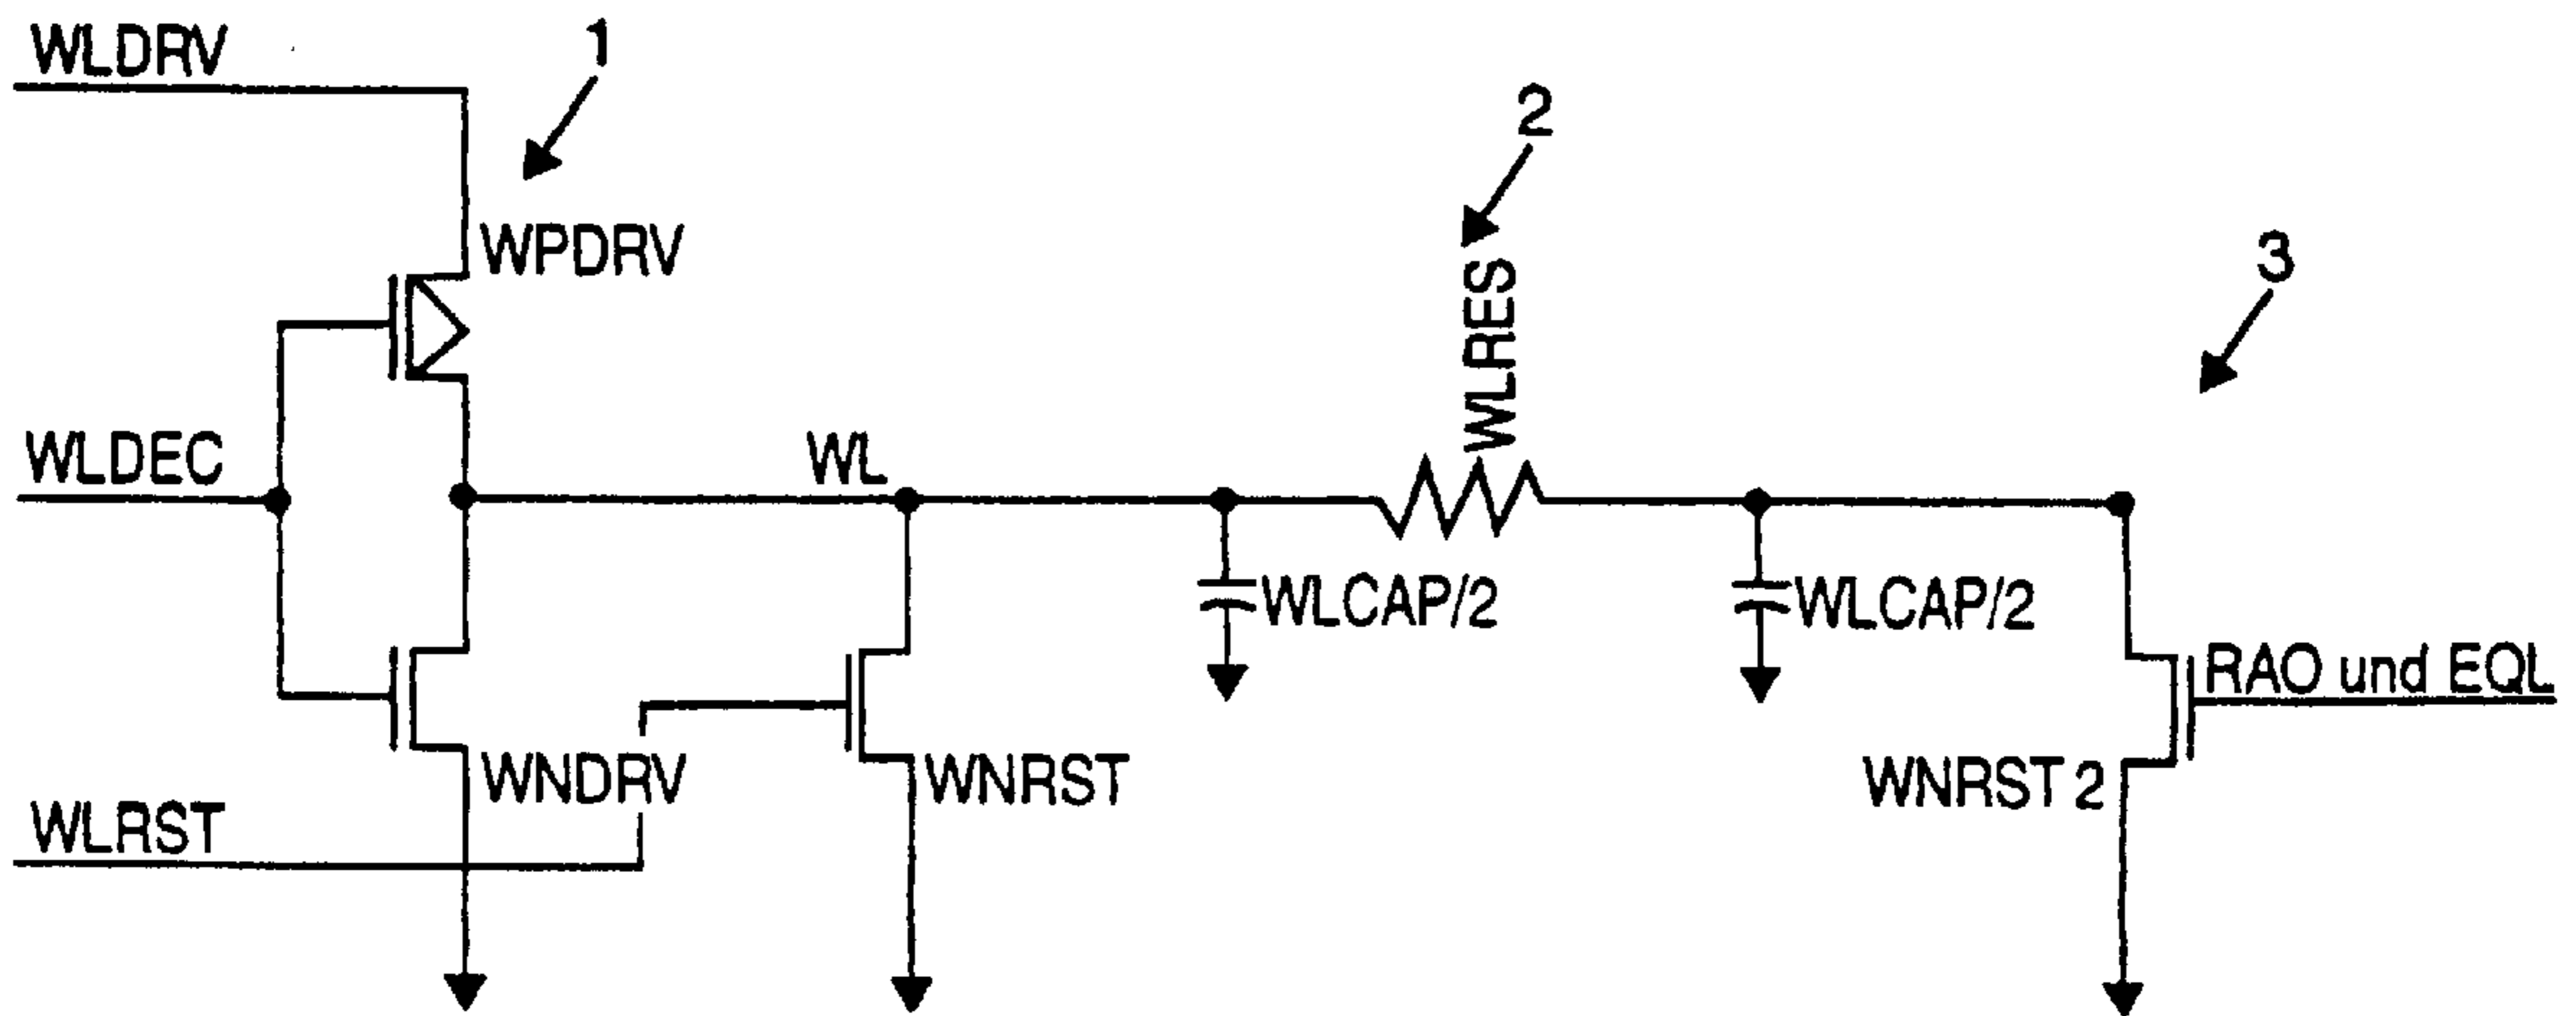 WLDRV
1
2
WPDRV
3
WLRES
WLDEC
WL
WLCAP/2
WLCAP/2
RAO und EQL
WNDRV
WNRST
WNRST 2
WLRST